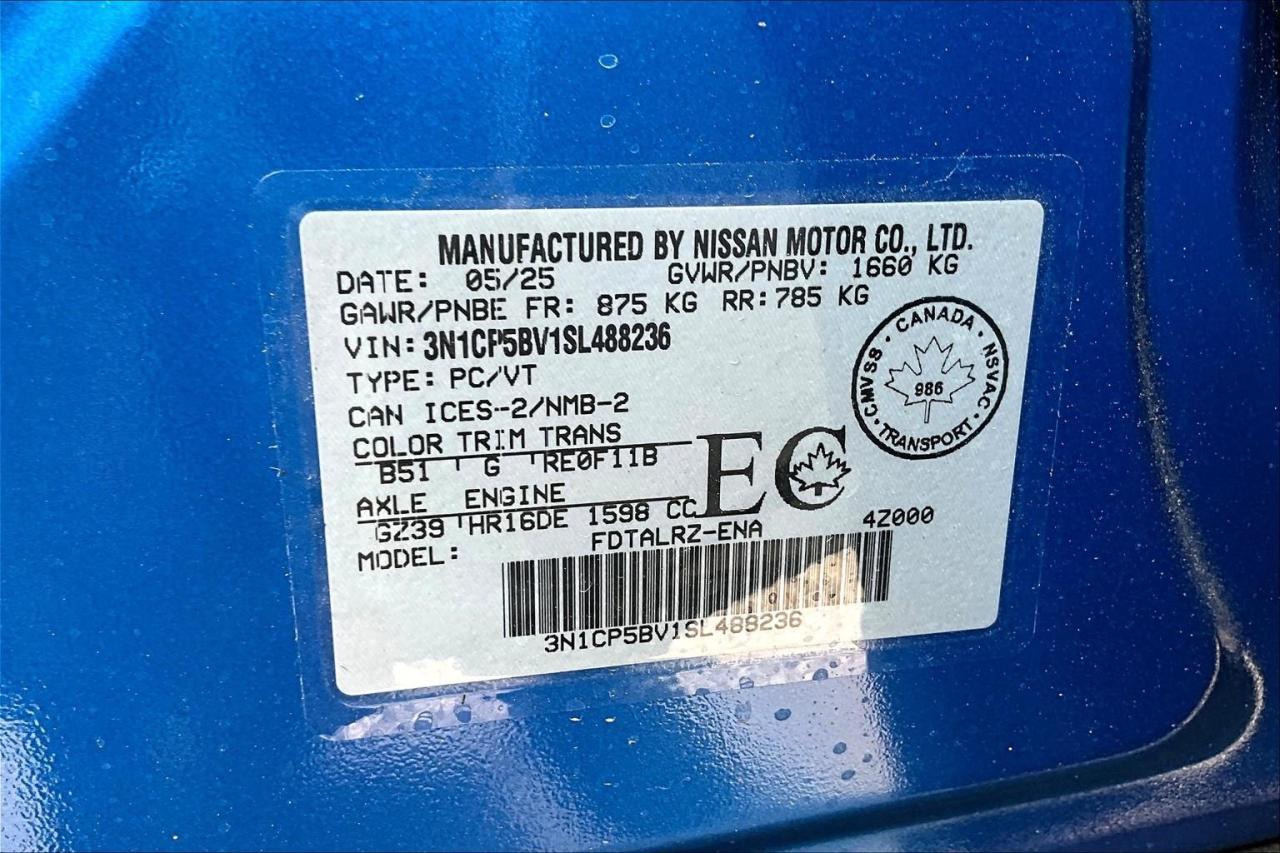 MANUFACTURED BY NISSAN MOTOR CO., LTD.
DATE: 05/25 GVWR/PNBV: 1660 KG
GAWR/PNBE FR: 875 KG RR: 785 KG
VIN: 3N1CP5BV1SL488236
TYPE: PC/VT
CAN ICES-2/NMB-2
COLOR TRIM TRANS
B51 G RE0F11B
AXLE ENGINE
GZ39 HR16DE 1598 CC
MODEL: FDTALRZ-ENA 4Z000
3N1CP5BV1SL488236
EC
CANADA · NSVAC · TRANSPORT · CMVSS ·
986